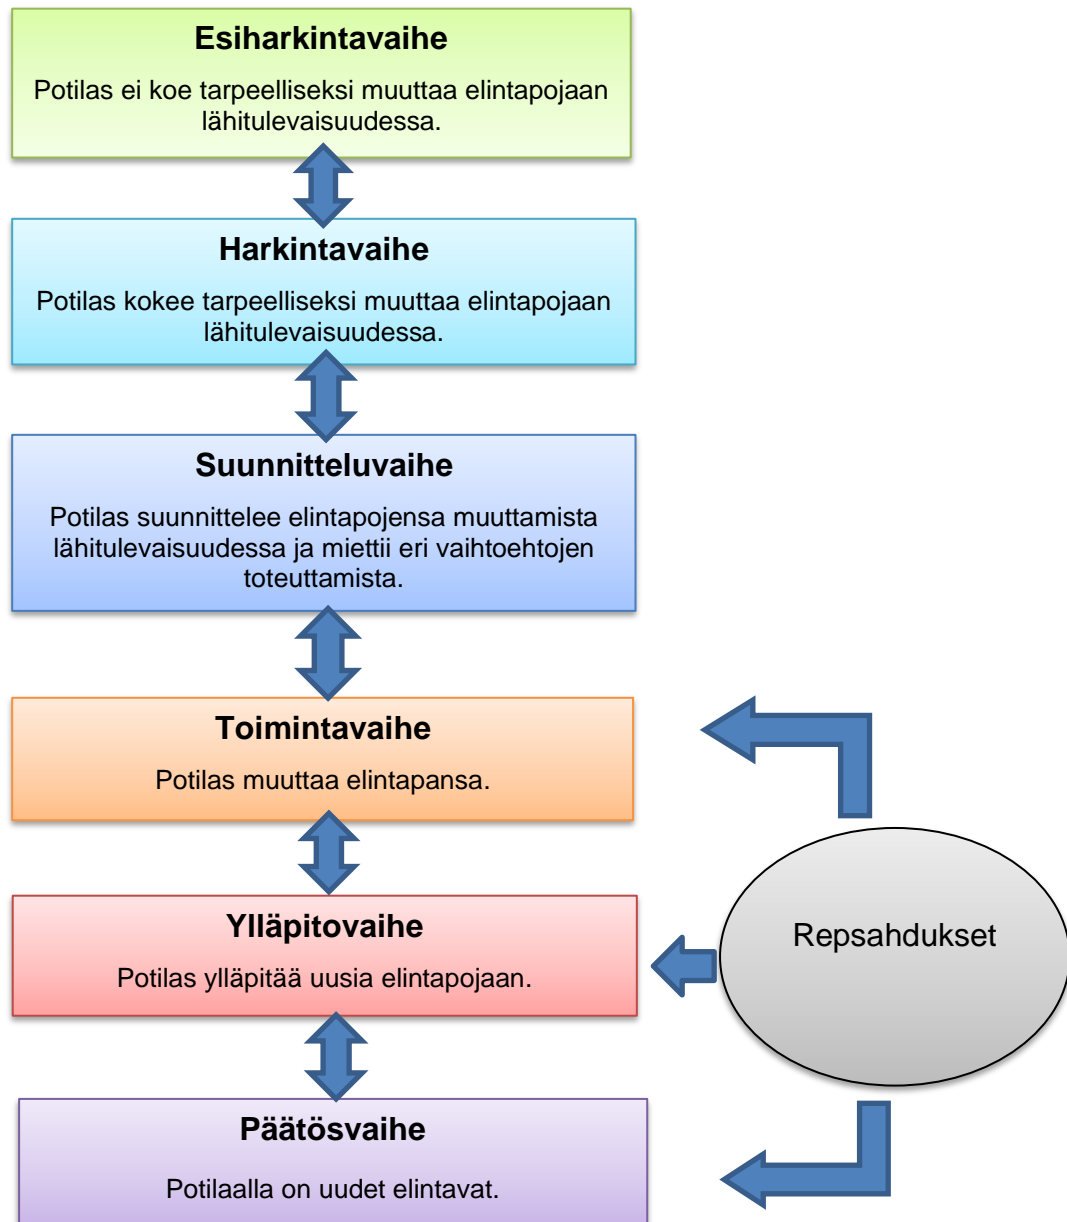 Esiharkintavaihe
Potilas ei koe tarpeelliseksi muuttaa elintapojaan
lähitulevaisuudessa.
Harkintavaihe
Potilas kokee tarpeelliseksi muuttaa elintapojaan
lähitulevaisuudessa.
Suunnitteluvaihe
Potilas suunnittelee elintapojensa muuttamista
lähitulevaisuudessa ja miettii eri vaihtoehtojen
toteuttamista.
Toimintavaihe
Potilas muuttaa elintapansa.
Ylläpitovaihe
Potilas ylläpitää uusia elintapojaan.
Repsahdukset
Päätösvaihe
Potilaalla on uudet elintavat.